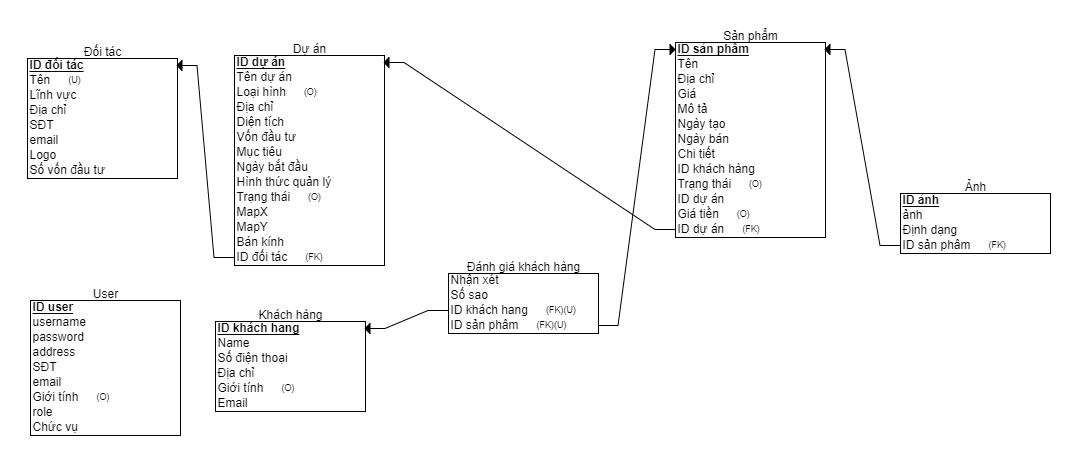 Đối tác
ID đối tác
Tên (U)
Lĩnh vực
Địa chỉ
SĐT
email
Logo
Số vốn đầu tư
Dự án
ID dự án
Tên dự án
Loại hình (O)
Địa chỉ
Diện tích
Vốn đầu tư
Mục tiêu
Ngày bắt đầu
Hình thức quản lý
Trạng thái (O)
MapX
MapY
Bán kính
ID đối tác (FK)
Sản phẩm
ID sản phẩm
Tên
Địa chỉ
Giá
Mô tả
Ngày tạo
Ngày bán
Chi tiết
ID khách hàng
Trạng thái (O)
ID dự án
Giá tiền (O)
ID dự án (FK)
Ảnh
ID ảnh
ảnh
Định dạng
ID sản phẩm (FK)
Đánh giá khách hàng
Nhận xét
Số sao
ID khách hang (FK)(U)
ID sản phẩm (FK)(U)
User
ID user
username
password
address
SĐT
email
Giới tính (O)
role
Chức vụ
Khách hàng
ID khách hang
Name
Số điện thoại
Địa chỉ
Giới tính (O)
Email